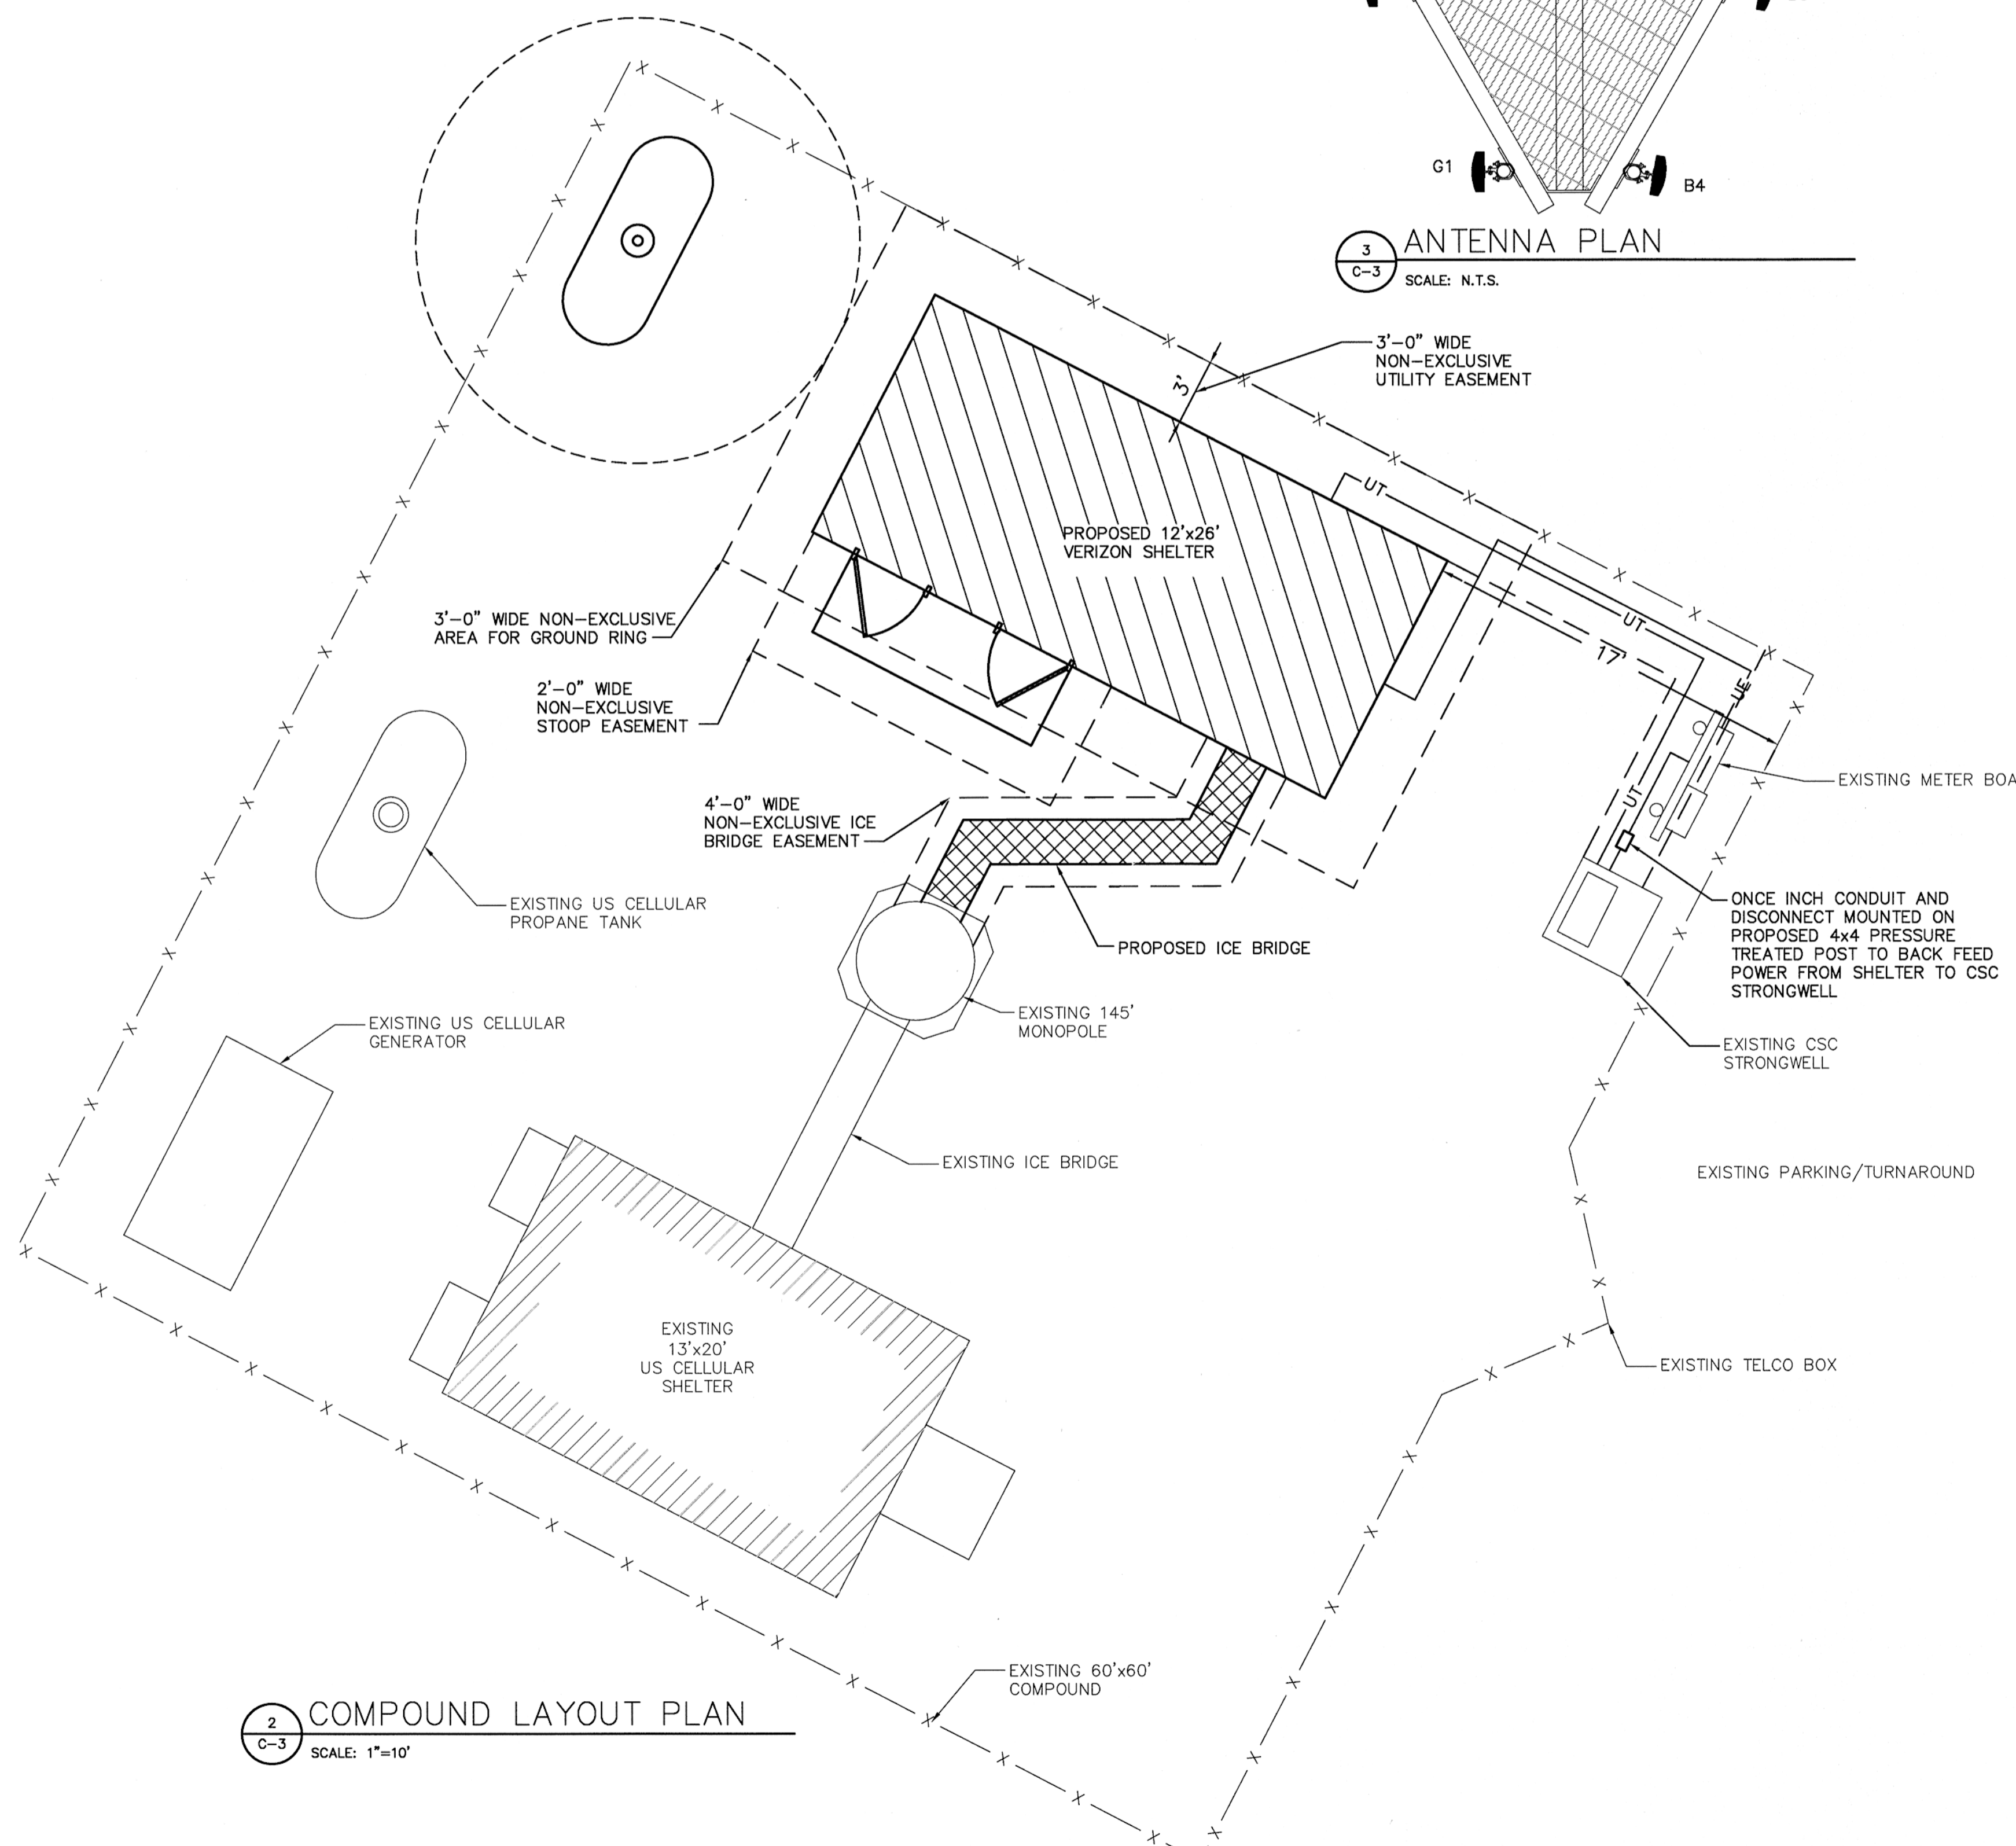 G1
B4
3
C-3
ANTENNA PLAN
SCALE: N.T.S.
3'-0" WIDE
NON-EXCLUSIVE
UTILITY EASEMENT
3'
UT
PROPOSED 12'x26'
VERIZON SHELTER
3'-0" WIDE NON-EXCLUSIVE
AREA FOR GROUND RING
UT
17'
UE
2'-0" WIDE
NON-EXCLUSIVE
STOOP EASEMENT
EXISTING METER BOA
UT
4'-0" WIDE
NON-EXCLUSIVE ICE
BRIDGE EASEMENT
EXISTING US CELLULAR
PROPANE TANK
PROPOSED ICE BRIDGE
ONCE INCH CONDUIT AND
DISCONNECT MOUNTED ON
PROPOSED 4x4 PRESSURE
TREATED POST TO BACK FEED
POWER FROM SHELTER TO CSC
STRONGWELL
EXISTING US CELLULAR
GENERATOR
EXISTING 145'
MONOPOLE
EXISTING CSC
STRONGWELL
EXISTING ICE BRIDGE
EXISTING PARKING/TURNAROUND
EXISTING
13'x20'
US CELLULAR
SHELTER
EXISTING TELCO BOX
EXISTING 60'x60'
COMPOUND
2
C-3
COMPOUND LAYOUT PLAN
SCALE: 1"=10'